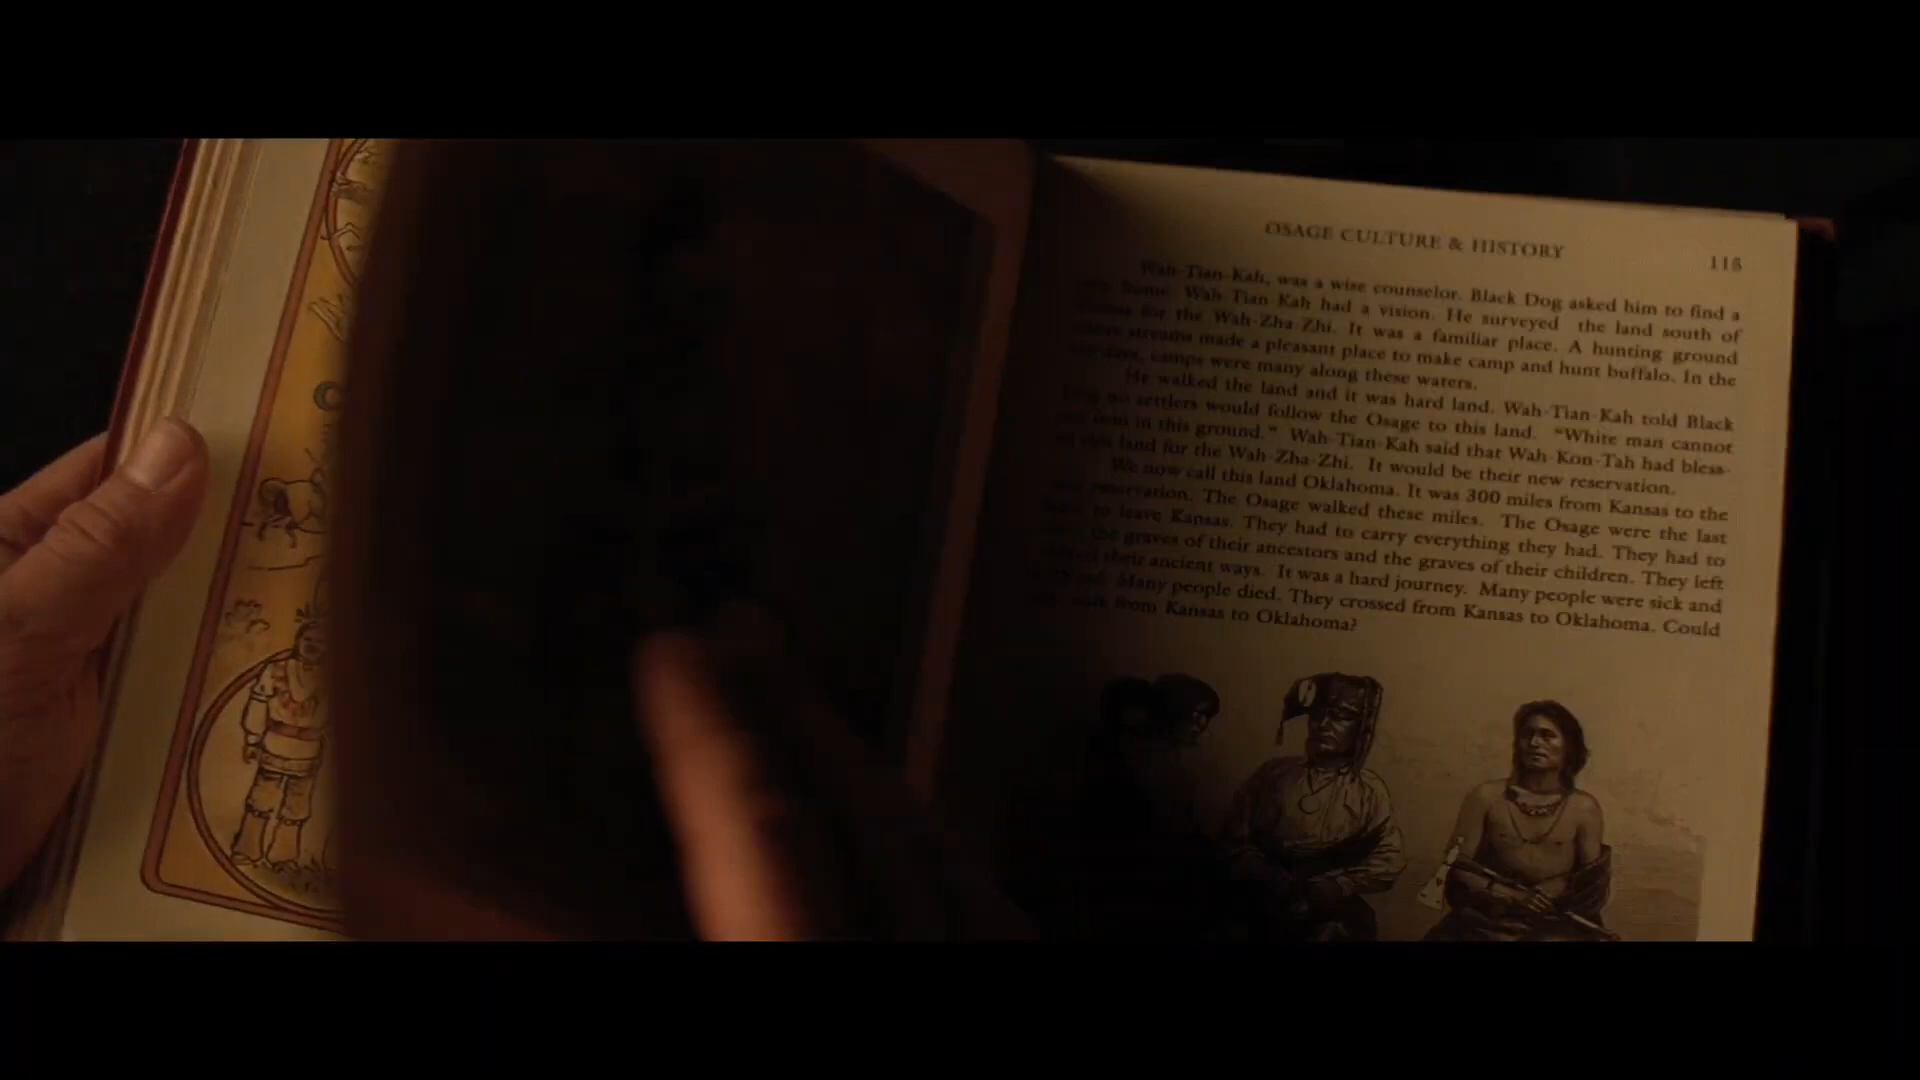 OSAGE CULTURE & HISTORY
115
Wah-Tian-Kah, was a wise counselor. Black Dog asked him to find a
home. Wah-Tian-Kah had a vision. He surveyed the land south of
for the Wah-Zha-Zhi. It was a familiar place. A hunting ground
streams made a pleasant place to make camp and hunt buffalo. In the
camps were many along these waters.
He walked the land and it was hard land. Wah-Tian-Kah told Black
no settlers would follow the Osage to this land. "White man cannot
in this ground." Wah-Tian-Kah said that Wah-Kon-Tah had bless-
this land for the Wah-Zha-Zhi. It would be their new reservation.
We now call this land Oklahoma. It was 300 miles from Kansas to the
reservation. The Osage walked these miles. The Osage were the last
to leave Kansas. They had to carry everything they had. They had to
the graves of their ancestors and the graves of their children. They left
their ancient ways. It was a hard journey. Many people were sick and
Many people died. They crossed from Kansas to Oklahoma. Could
from Kansas to Oklahoma?